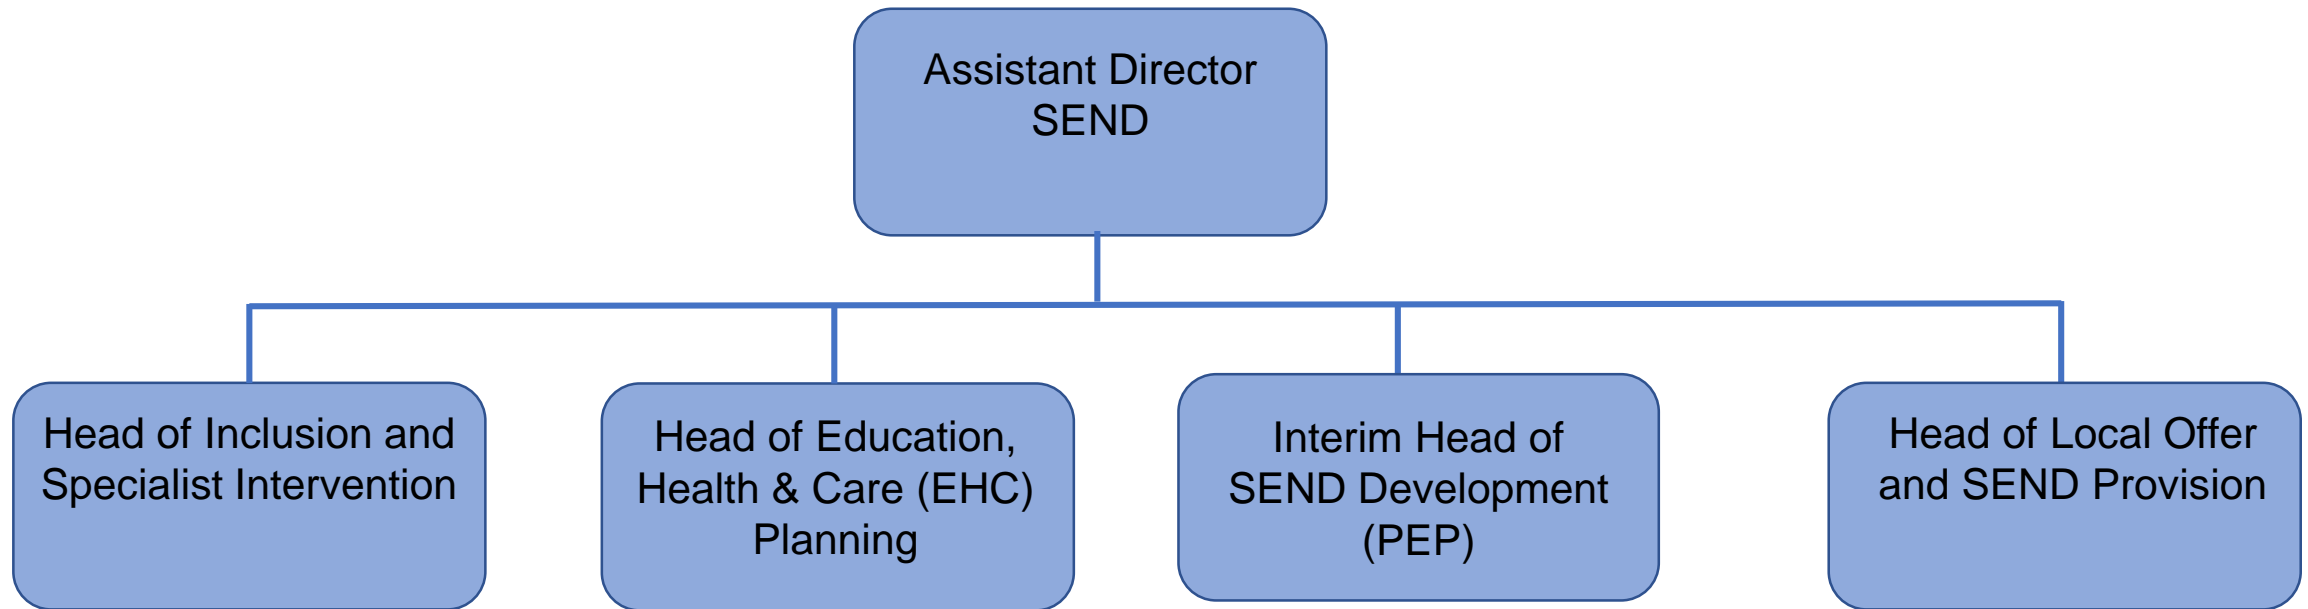 Assistant Director
SEND
Head of Inclusion and
Specialist Intervention
Head of Education,
Health & Care (EHC)
Planning
Interim Head of
SEND Development
(PEP)
Head of Local Offer
and SEND Provision